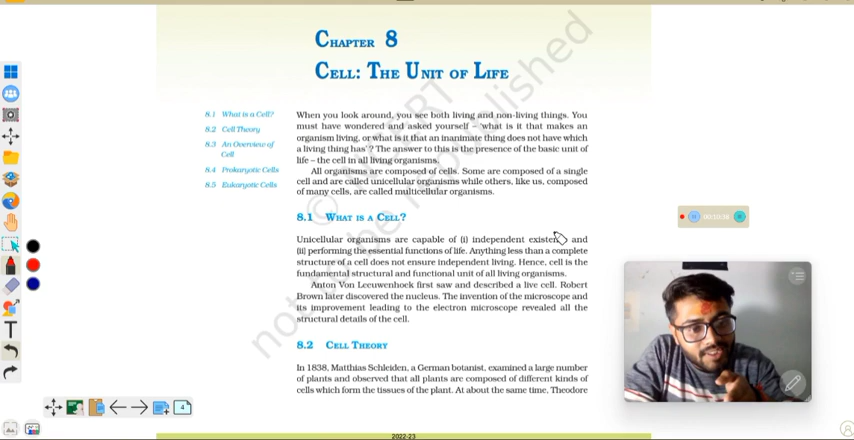 CHAPTER 8
CELL: THE UNIT OF LIFE
8.1 What is a Cell?
8.2 Cell Theory
8.3 An Overview of
Cell
8.4 Prokaryotic Cells
8.5 Eukaryotic Cells
When you look around, you see both living and non-living things. You
must have wondered and asked yourself – 'what is it that makes an
organism living, or what is it that an inanimate thing does not have which
a living thing has' ? The answer to this is the presence of the basic unit of
life – the cell in all living organisms.
All organisms are composed of cells. Some are composed of a single
cell and are called unicellular organisms while others, like us, composed
of many cells, are called multicellular organisms.
8.1 WHAT IS A CELL?
Unicellular organisms are capable of (i) independent existen and
(ii) performing the essential functions of life. Anything less than a complete
structure of a cell does not ensure independent living. Hence, cell is the
fundamental structural and functional unit of all living organisms.
Anton Von Leeuwenhoek first saw and described a live cell. Robert
Brown later discovered the nucleus. The invention of the microscope and
its improvement leading to the electron microscope revealed all the
structural details of the cell.
8.2 CELL THEORY
In 1838, Matthias Schleiden, a German botanist, examined a large number
of plants and observed that all plants are composed of different kinds of
cells which form the tissues of the plant. At about the same time, Theodore
© NCERT
not to be republished
T
4
2022-23